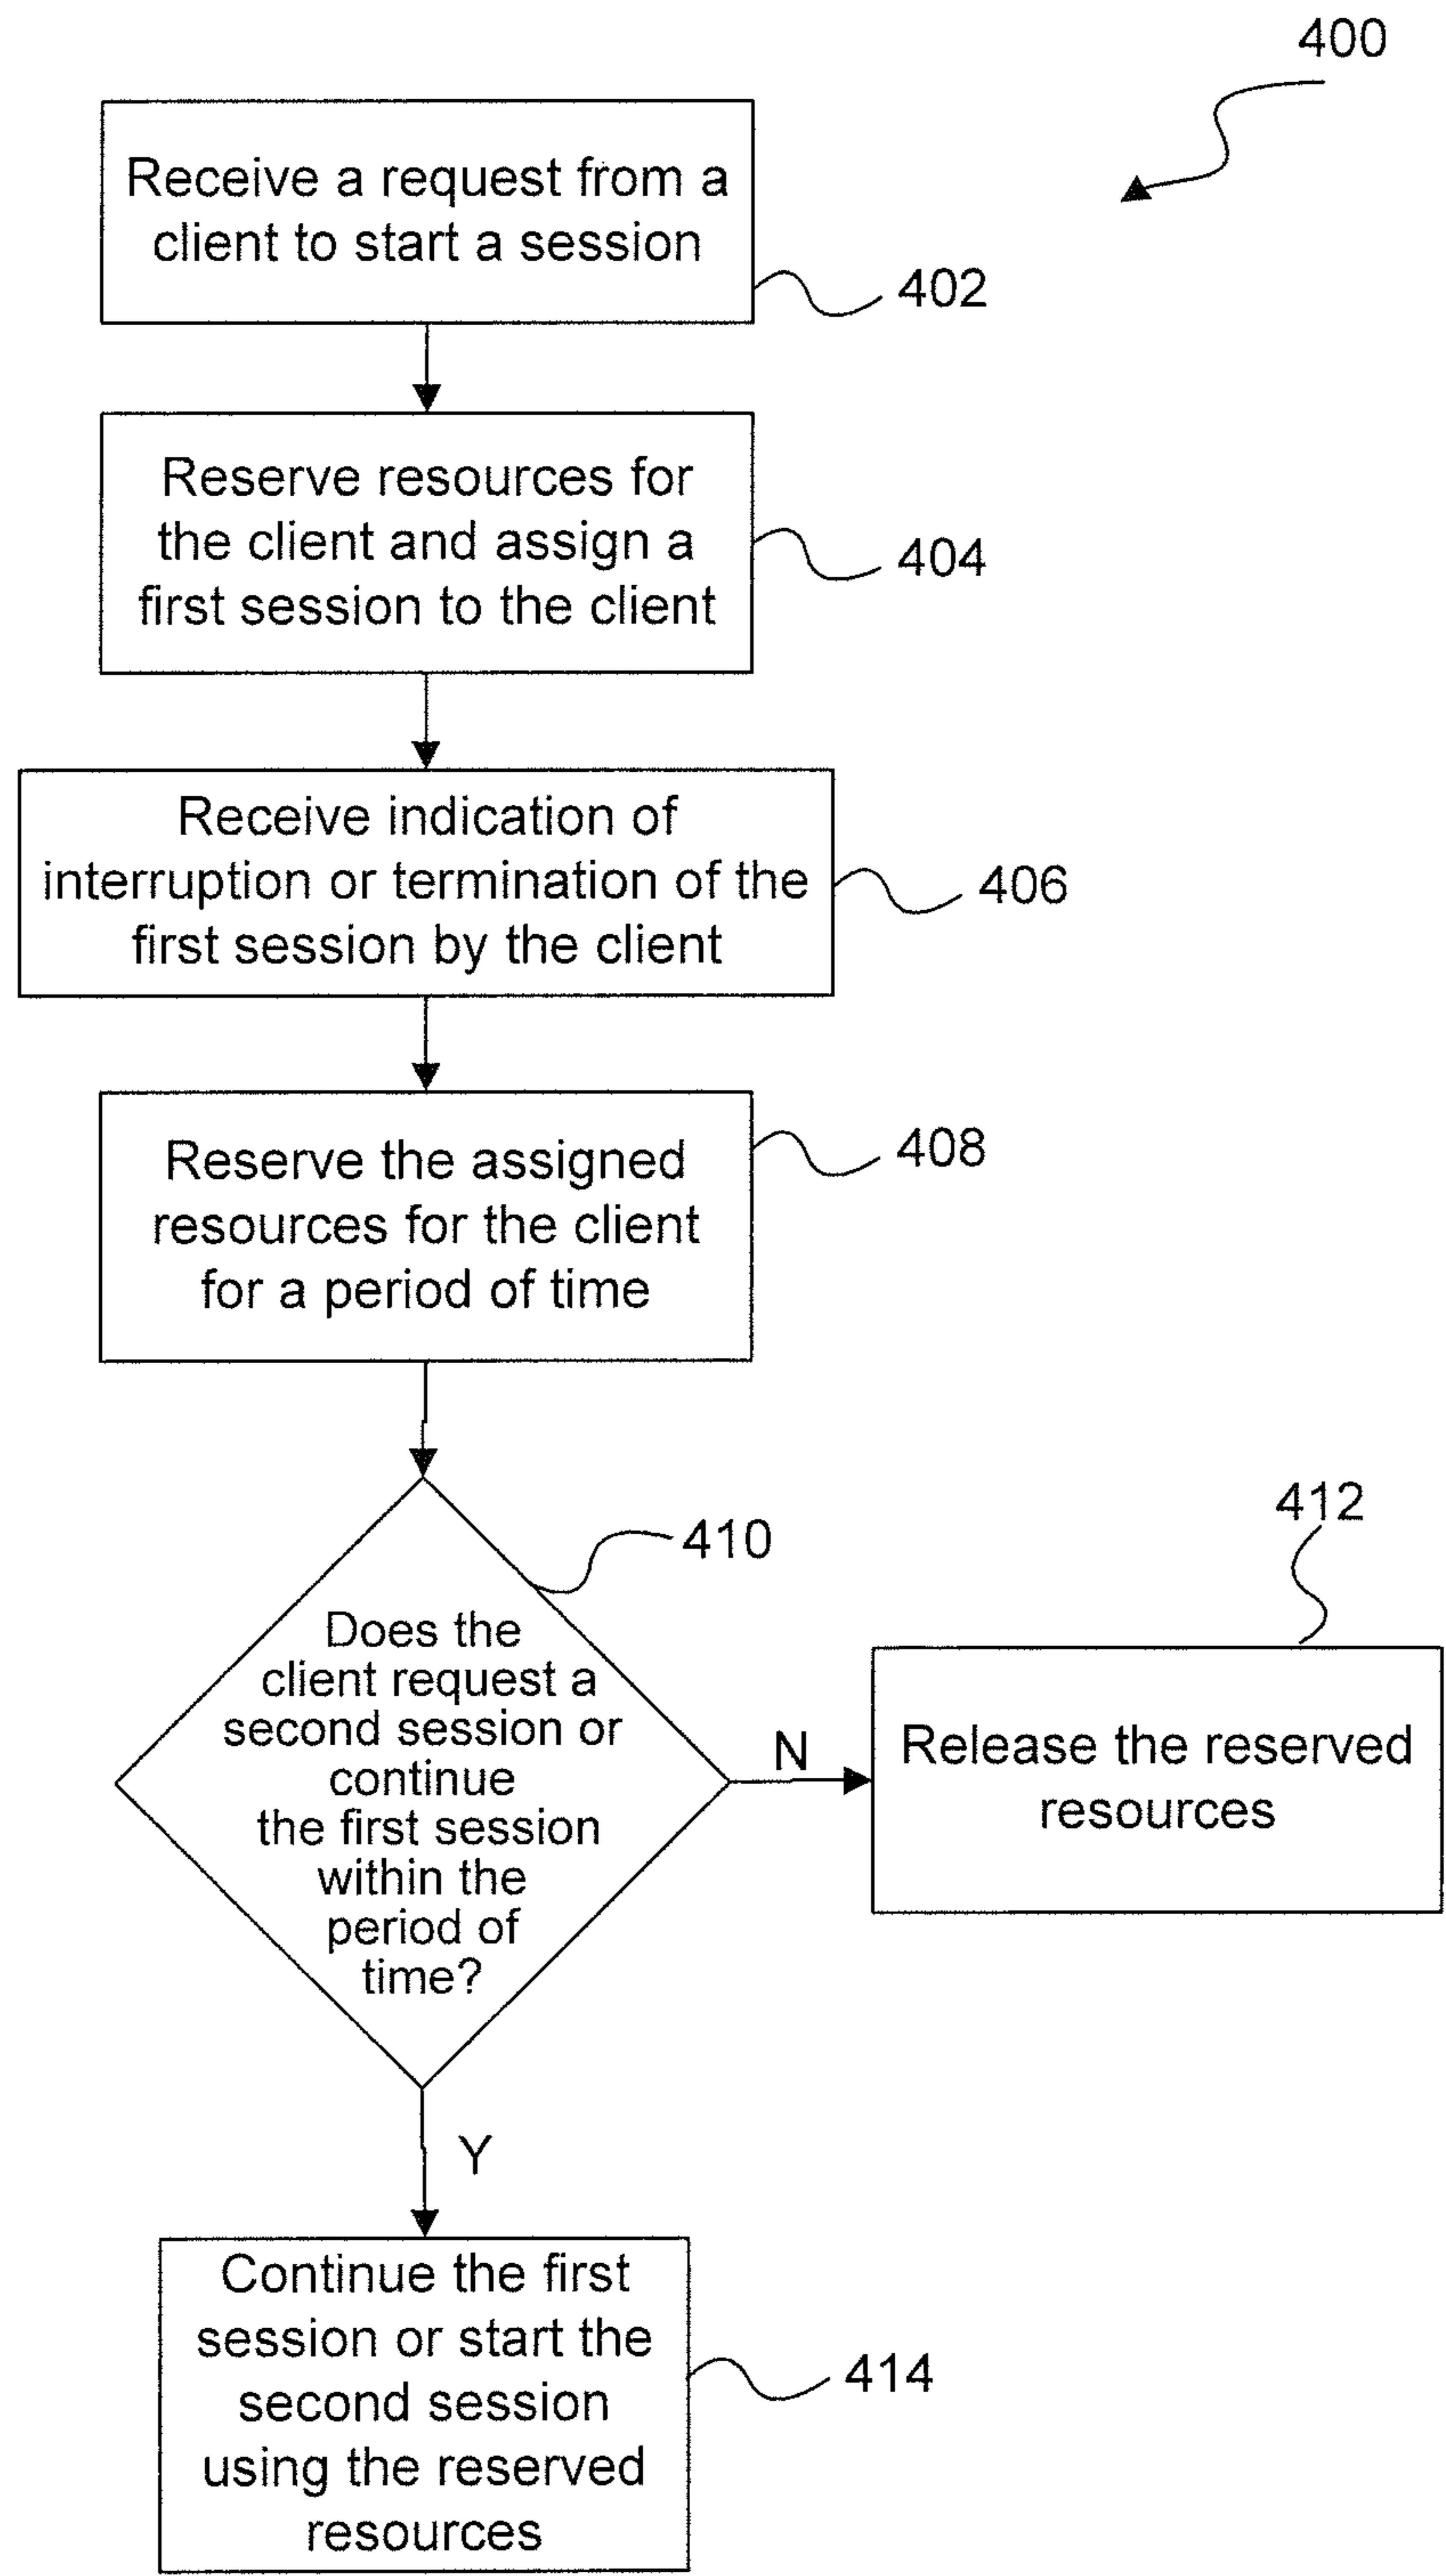 400
Receive a request from a
client to start a session
402
Reserve resources for
the client and assign a
first session to the client
404
Receive indication of
interruption or termination of the
first session by the client
406
Reserve the assigned
resources for the client
for a period of time
408
410
Does the
client request a
second session or
continue
the first session
within the
period of
time?
N
412
Release the reserved
resources
Y
Continue the first
session or start the
second session
using the reserved
resources
414